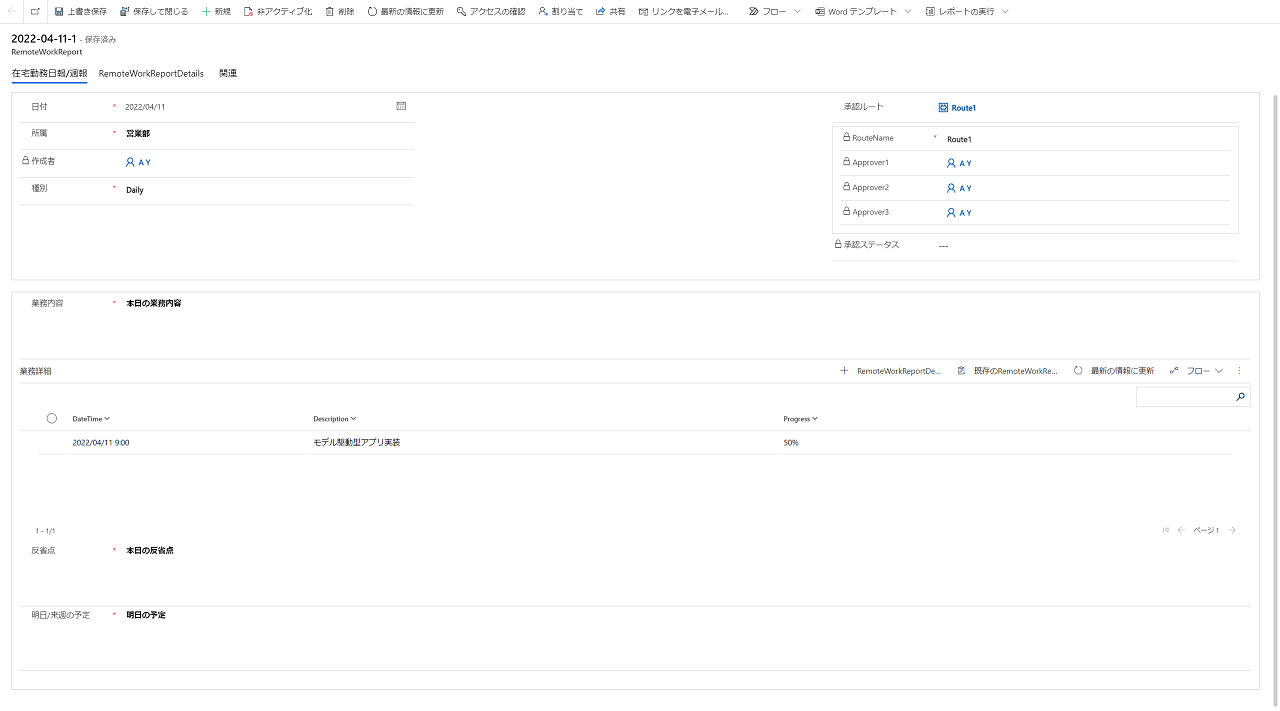 上書き保存 保存して閉じる 新規 非アクティブ化 削除 最新の情報に更新 アクセスの確認 割り当て 共有 リンクを電子メール... フロー Word テンプレート レポートの実行
2022-04-11-1 - 保存済み
RemoteWorkReport
在宅勤務日報/週報 RemoteWorkReportDetails 関連
日付 * 2022/04/11
所属 * 営業部
作成者 A Y
種別 * Daily
承認ルート Route1
RouteName * Route1
Approver1 A Y
Approver2 A Y
Approver3 A Y
承認ステータス ---
業務内容 * 本日の業務内容
業務詳細 RemoteWorkReportDe... 既存のRemoteWorkRe... 最新の情報に更新 フロー
DateTime Description Progress
2022/04/11 9:00 モデル駆動型アプリ実装 50%
1 - 1/1 ページ 1
反省点 * 本日の反省点
明日/来週の予定 * 明日の予定